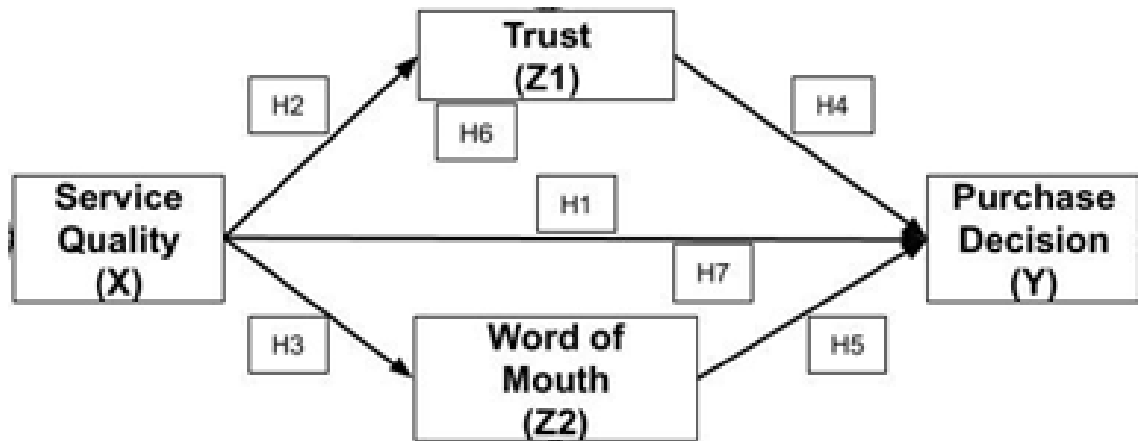 Trust
(Z1)
H2
H6
H4
Service
Quality
(X)
H1
Purchase
Decision
(Y)
H7
H3
Word of
Mouth
(Z2)
H5